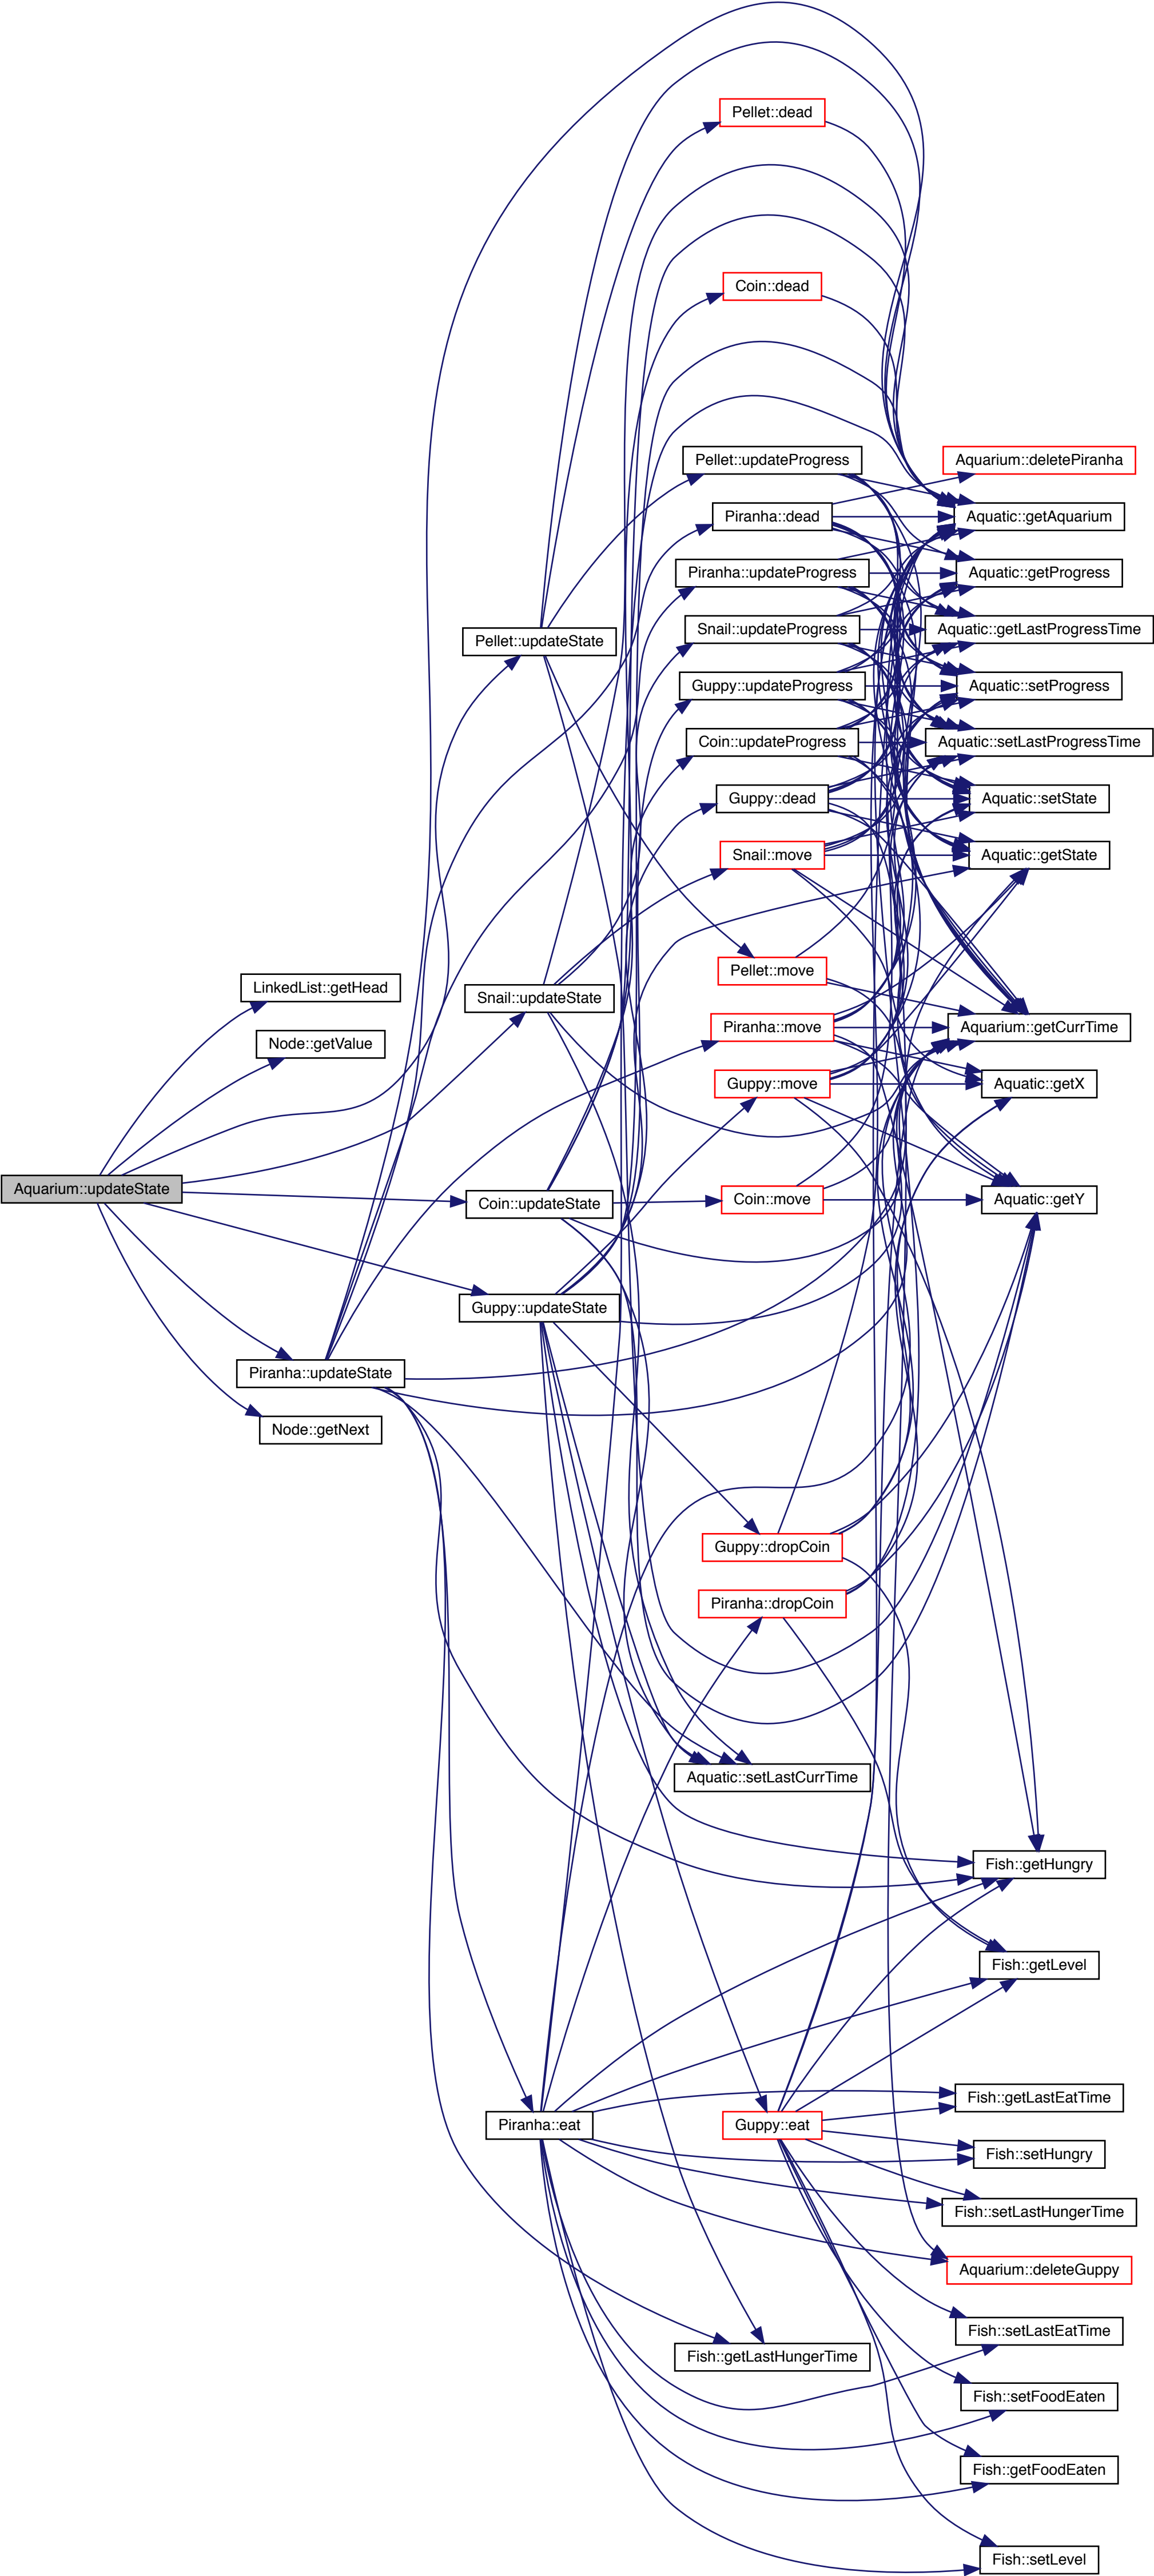 Pellet::dead
Coin::dead
Pellet::updateProgress
Aquarium::deletePiranha
Piranha::dead
Aquatic::getAquarium
Piranha::updateProgress
Aquatic::getProgress
Snail::updateProgress
Aquatic::getLastProgressTime
Pellet::updateState
Guppy::updateProgress
Aquatic::setProgress
Coin::updateProgress
Aquatic::setLastProgressTime
Guppy::dead
Aquatic::setState
Snail::move
Aquatic::getState
Pellet::move
LinkedList::getHead
Snail::updateState
Piranha::move
Aquarium::getCurrTime
Node::getValue
Guppy::move
Aquatic::getX
Aquarium::updateState
Coin::updateState
Coin::move
Aquatic::getY
Guppy::updateState
Piranha::updateState
Node::getNext
Guppy::dropCoin
Piranha::dropCoin
Aquatic::setLastCurrTime
Fish::getHungry
Fish::getLevel
Fish::getLastEatTime
Piranha::eat
Guppy::eat
Fish::setHungry
Fish::setLastHungerTime
Aquarium::deleteGuppy
Fish::setLastEatTime
Fish::getLastHungerTime
Fish::setFoodEaten
Fish::getFoodEaten
Fish::setLevel